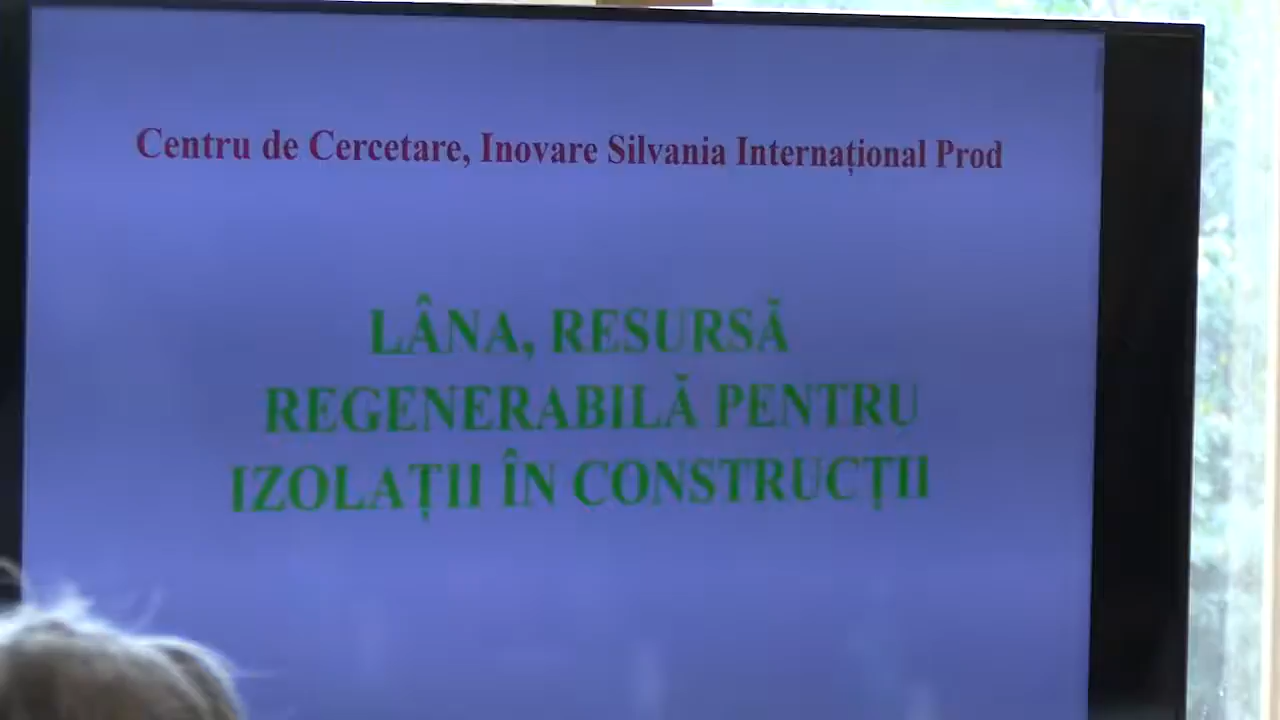 Centru de Cercetare, Inovare Silvania Internațional Prod
LÂNA, RESURSĂ
REGENERABILĂ PENTRU
IZOLAȚII ÎN CONSTRUCȚII